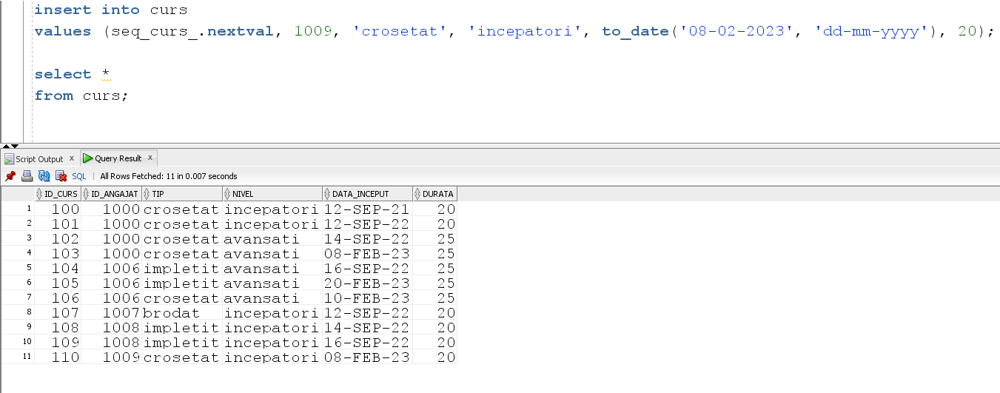 insert into curs
values (seq_curs_.nextval, 1009, 'crosetat', 'incepatori', to_date('08-02-2023', 'dd-mm-yyyy'), 20);
select *
from curs;
Script Output x Query Result x
SQL | All Rows Fetched: 11 in 0.007 seconds
ID_CURS ID_ANGAJAT TIP NIVEL DATA_INCEPUT DURATA
1 100 1000 crosetat incepatori 12-SEP-21 20
2 101 1000 crosetat incepatori 12-SEP-22 20
3 102 1000 crosetat avansati 14-SEP-22 25
4 103 1000 crosetat avansati 08-FEB-23 25
5 104 1006 impletit avansati 16-SEP-22 25
6 105 1006 impletit avansati 20-FEB-23 25
7 106 1006 crosetat avansati 10-FEB-23 25
8 107 1007 brodat incepatori 12-SEP-22 20
9 108 1008 impletit incepatori 14-SEP-22 20
10 109 1008 impletit incepatori 16-SEP-22 20
11 110 1009 crosetat incepatori 08-FEB-23 20